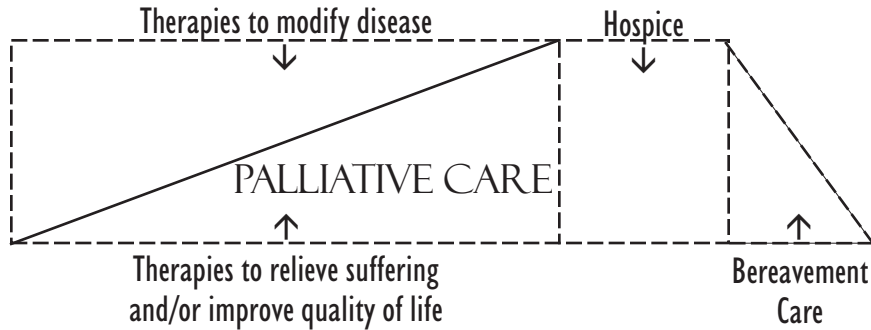 Therapies to modify disease
Hospice
PALLIATIVE CARE
Therapies to relieve suffering
and/or improve quality of life
Bereavement
Care